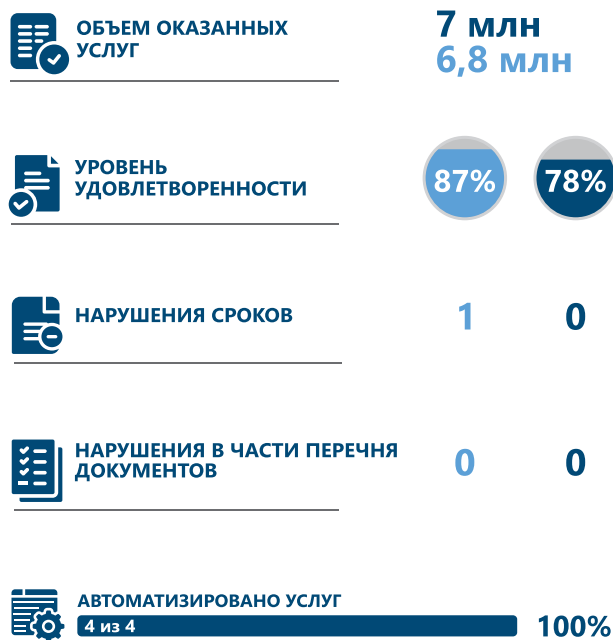 ОБЪЕМ ОКАЗАННЫХ
УСЛУГ
7 млн
6,8 млн
УРОВЕНЬ
УДОВЛЕТВОРЕННОСТИ
87% 78%
НАРУШЕНИЯ СРОКОВ
1 0
НАРУШЕНИЯ В ЧАСТИ ПЕРЕЧНЯ
ДОКУМЕНТОВ
0 0
АВТОМАТИЗИРОВАНО УСЛУГ
4 из 4 100%